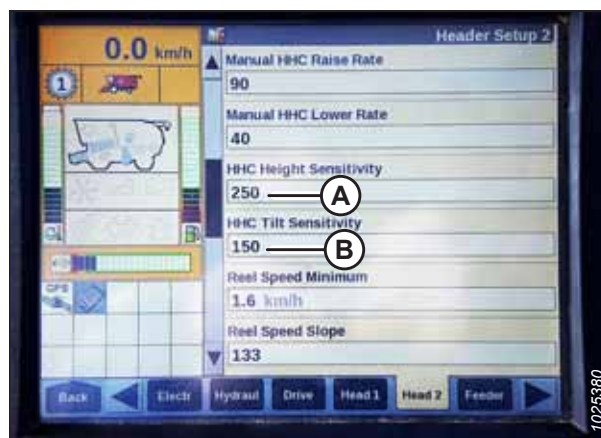 0.0 km/h
Header Setup 2
1
Manual HHC Raise Rate
90
Manual HHC Lower Rate
40
HHC Height Sensitivity
250
A
HHC Tilt Sensitivity
150
B
Reel Speed Minimum
1.6 km/h
Reel Speed Slope
133
GPS
Back
Electr
Hydraul
Drive
Head 1
Head 2
Feeder
1025380